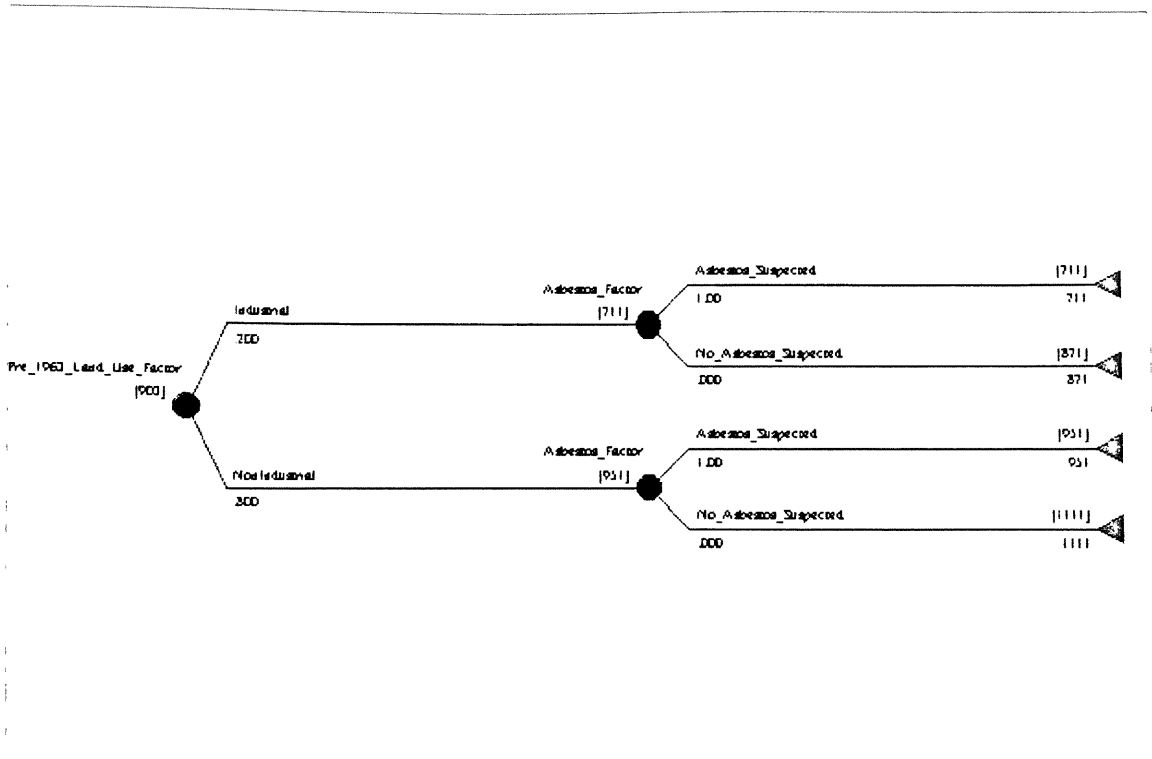 Asbestos_Suspected [711]
Asbestos_Factor
1.00 711
Industrial [711]
.200
No_Asbestos_Suspected [871]
Pre_1963_Land_Use_Factor
.000 871
[903]
Asbestos_Suspected [951]
Asbestos_Factor
1.00 951
NonIndustrial [951]
.800
No_Asbestos_Suspected [1111]
.000 1111